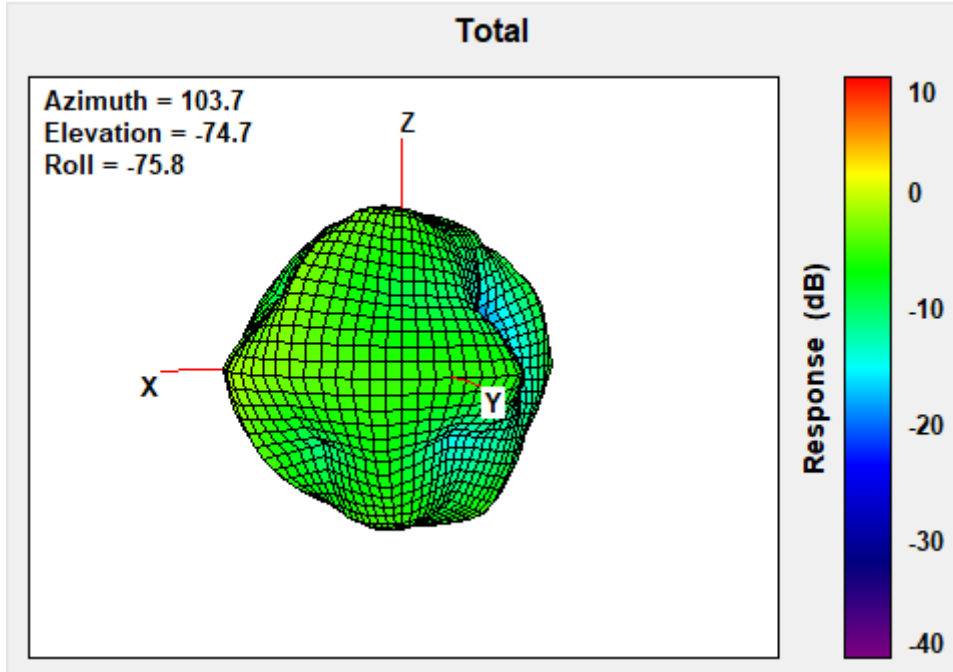 Total
Azimuth = 103.7
Elevation = -74.7
Roll = -75.8
Z
X
Y
10
0
-10
-20
-30
-40
Response (dB)